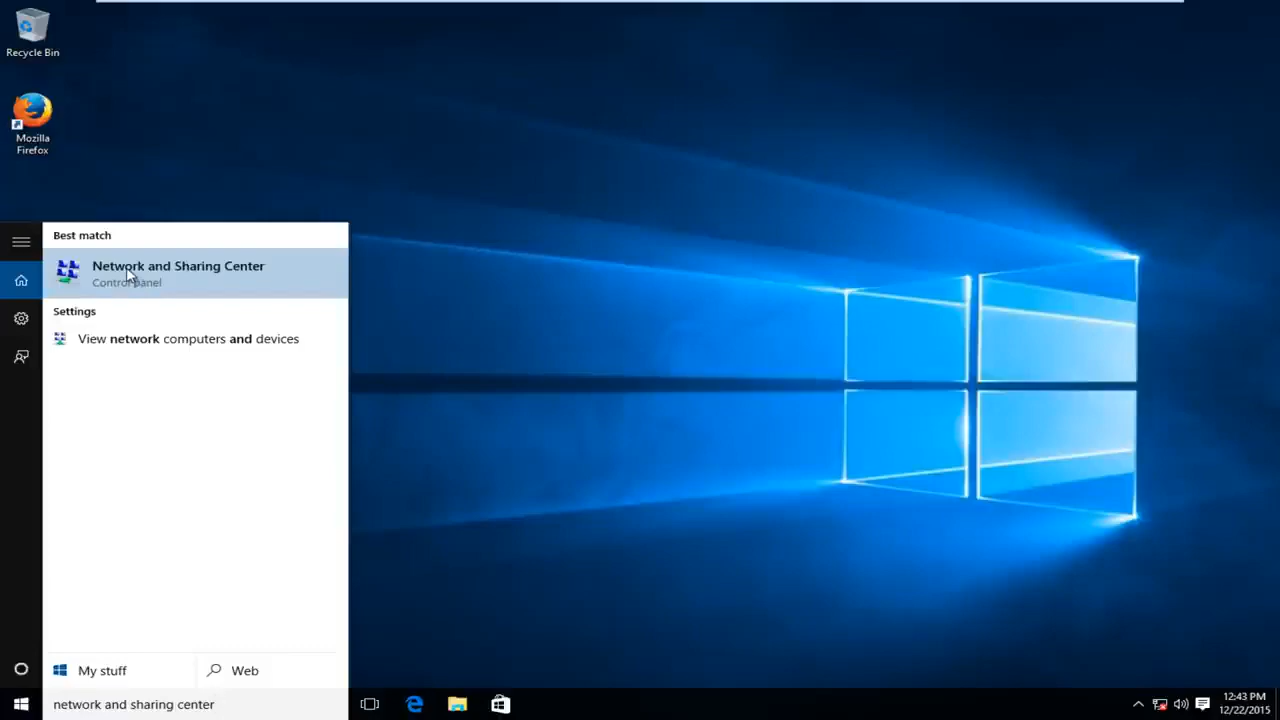 Recycle Bin
Mozilla
Firefox
Best match
Network and Sharing Center
Control Panel
Settings
View network computers and devices
My stuff
Web
network and sharing center
12:43 PM
12/22/2015